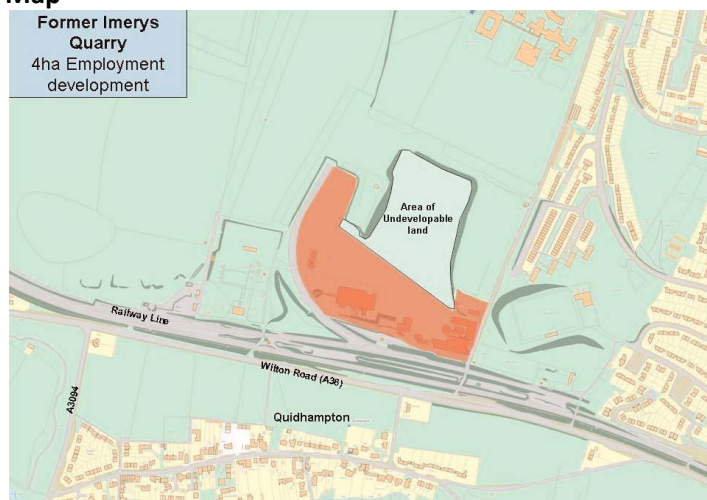 Map
Former Imerys
Quarry
4ha Employment
development
Area of
Undevelopable
land
Railway Line
Wilton Road (A36)
A3094
Quidhampton